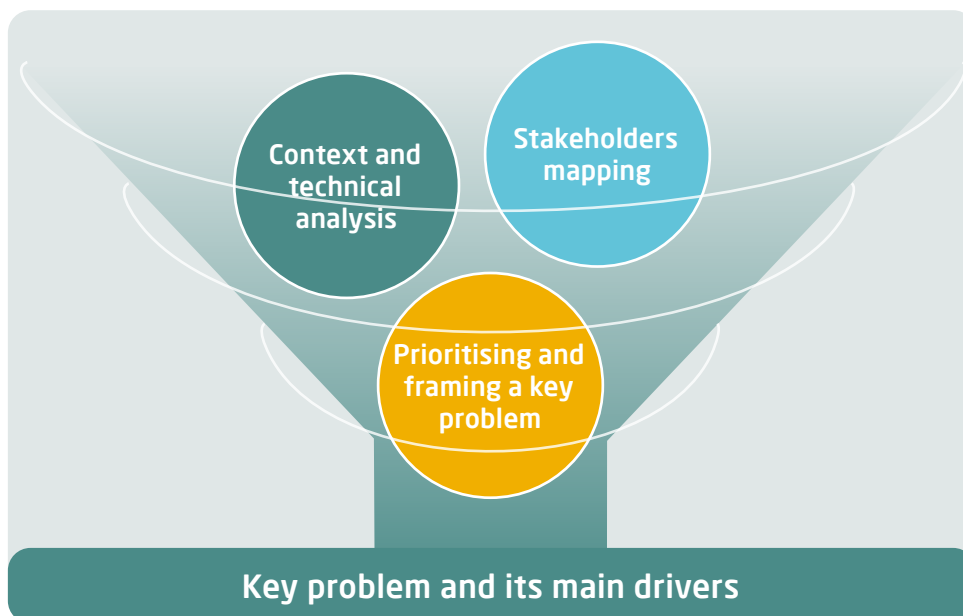 Context and
technical
analysis
Stakeholders
mapping
Prioritising and
framing a key
problem
Key problem and its main drivers